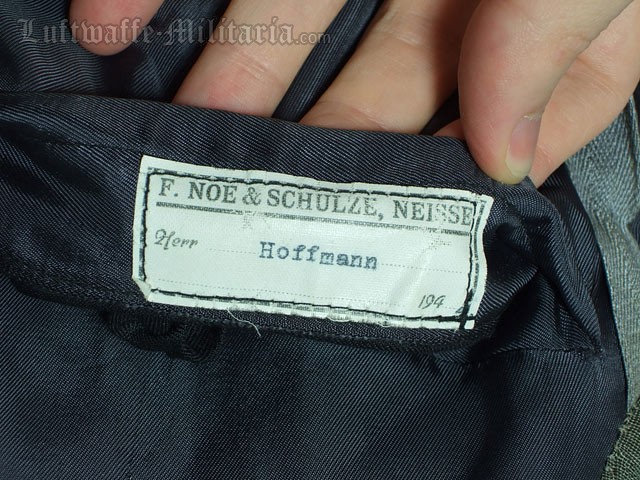 Luftwaffe-Militaria.com
F. NOE & SCHULZE, NEISSE
Herr Hoffmann
194